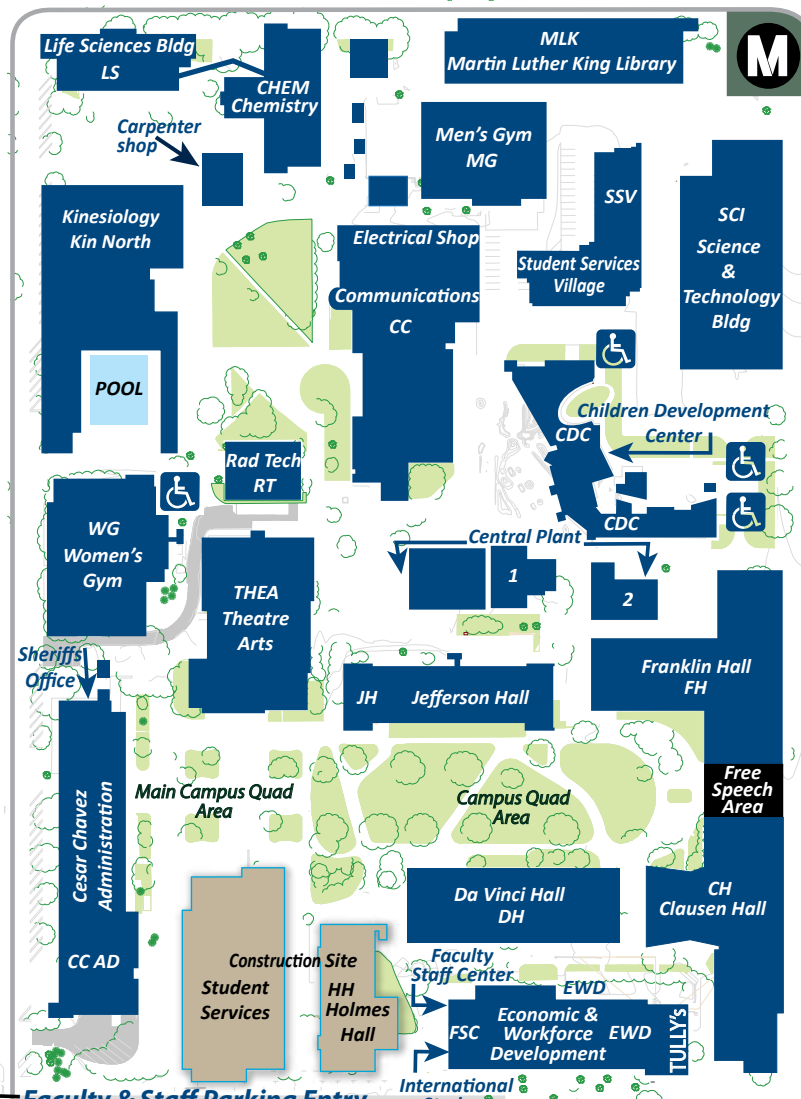 Life Sciences Bldg
LS
CHEM
Chemistry
MLK
Martin Luther King Library
M
Carpenter
shop
Men's Gym
MG
Kinesiology
Kin North
SSV
Student Services
Village
SCI
Science
&
Technology
Bldg
Electrical Shop
Communications
CC
POOL
Children Development
Center
CDC
CDC
Rad Tech
RT
WG
Women's
Gym
Central Plant
1
2
THEA
Theatre
Arts
Sheriffs
Office
JH
Jefferson Hall
Franklin Hall
FH
Free
Speech
Area
Main Campus Quad
Area
Campus Quad
Area
Cesar Chavez
Administration
CC AD
Da Vinci Hall
DH
CH
Clausen Hall
Construction Site
Student
Services
HH
Holmes
Hall
Faculty
Staff Center
EWD
FSC
Economic &
Workforce
Development
EWD
TULLY's
International
Faculty & Staff Parking Entry